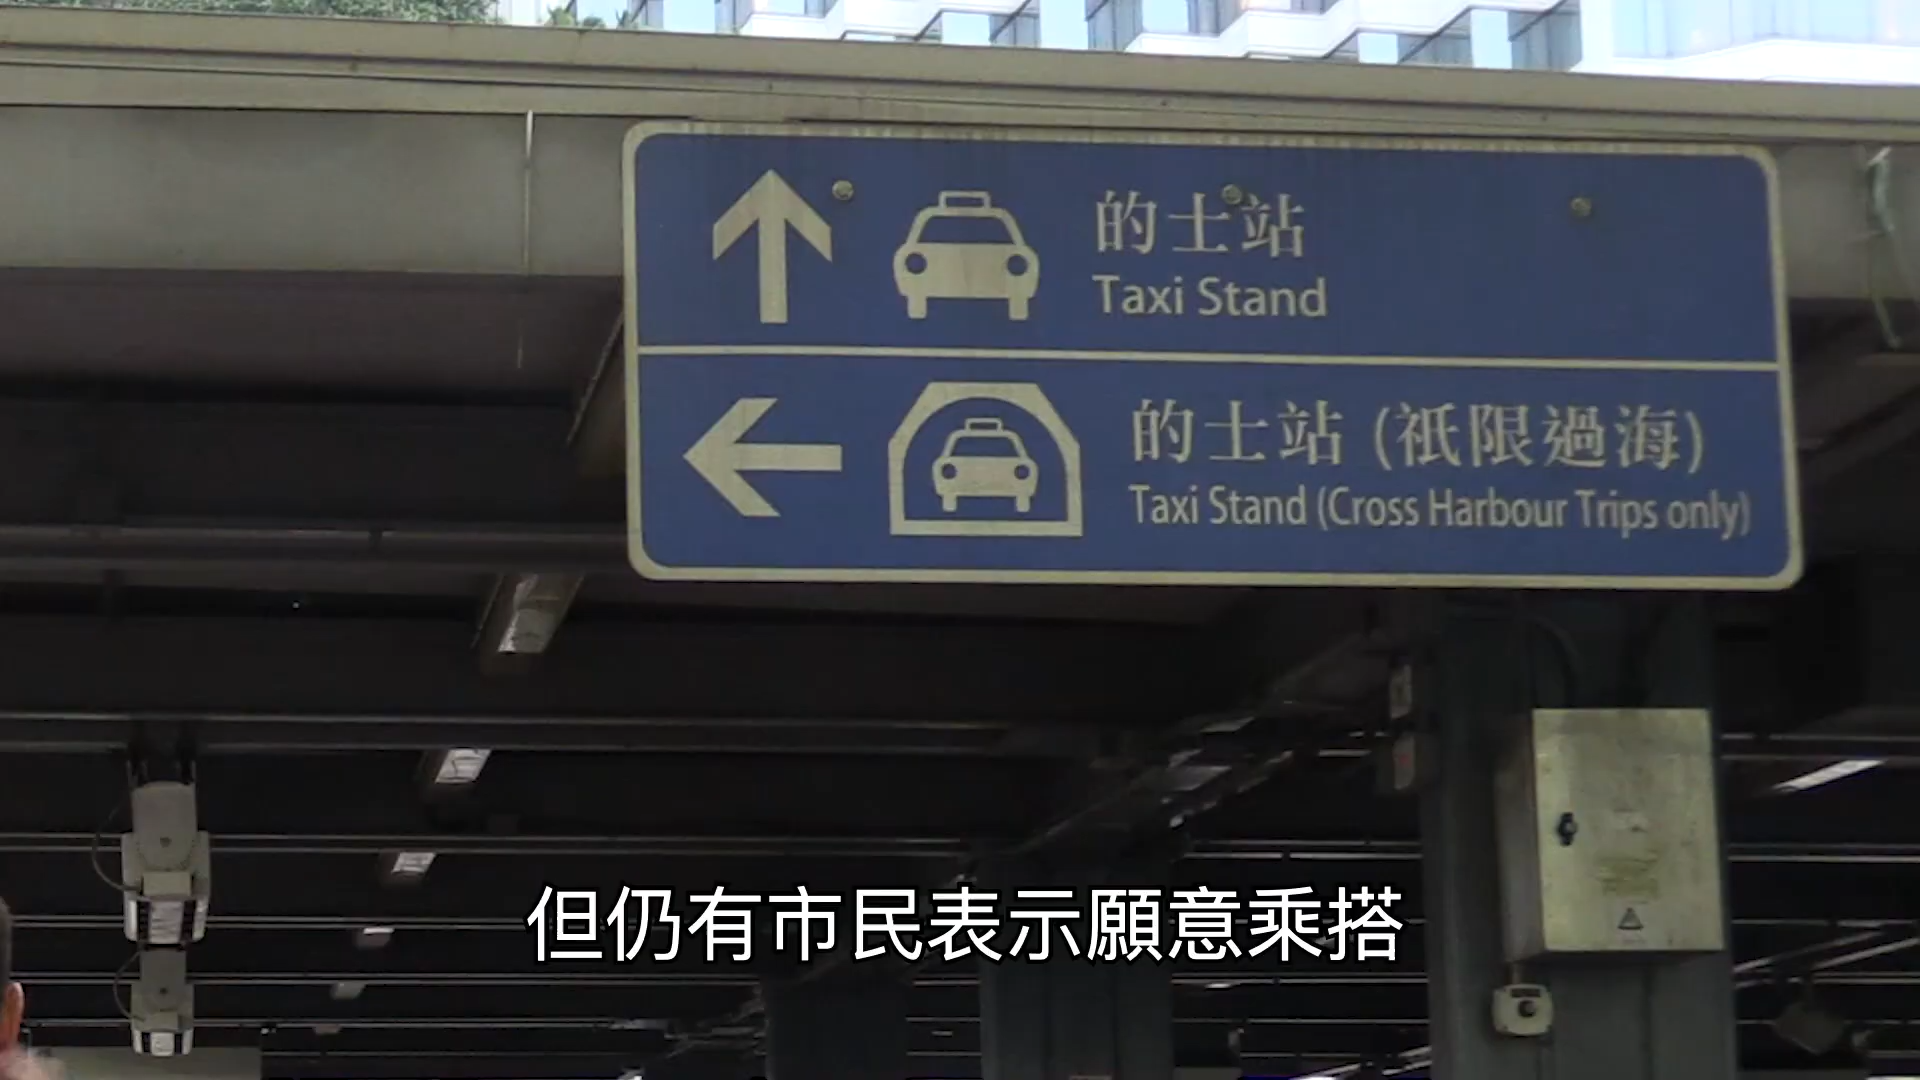 的士站
Taxi Stand
的士站 (祇限過海)
Taxi Stand (Cross Harbour Trips only)
但仍有市民表示願意乘搭